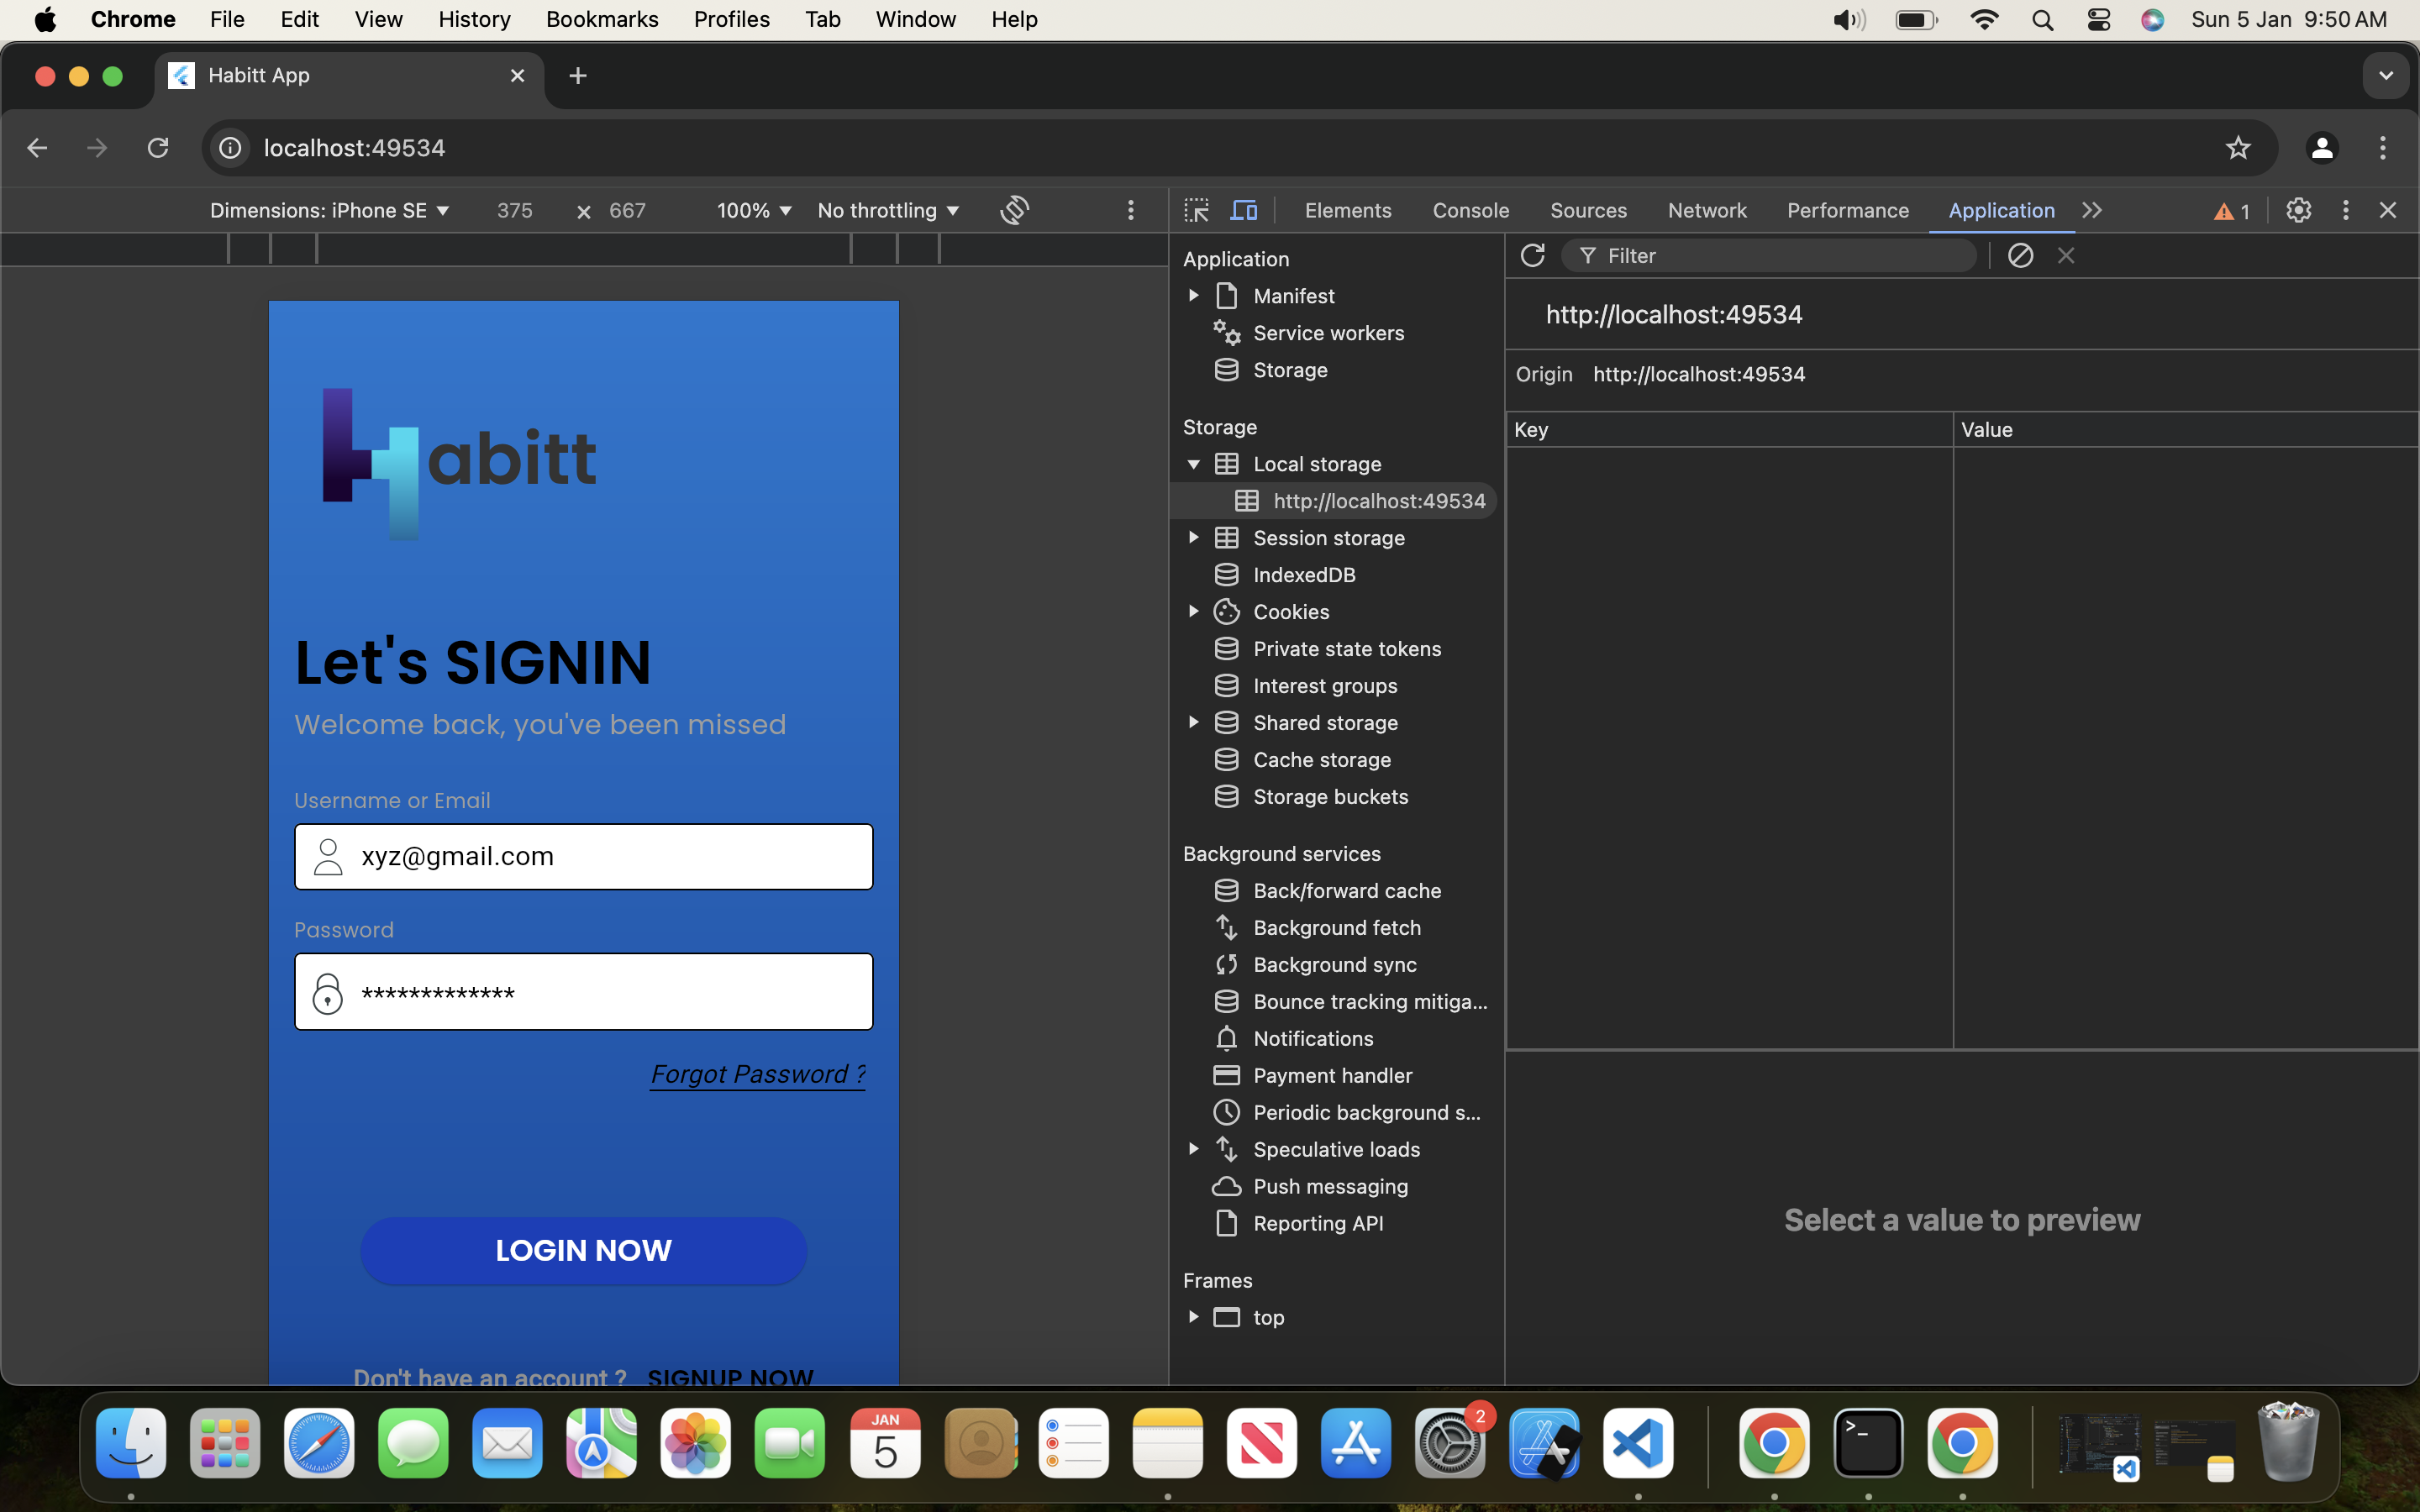 Chrome File Edit View History Bookmarks Profiles Tab Window Help Sun 5 Jan 9:50 AM
Habitt App
localhost:49534
Dimensions: iPhone SE 375 x 667 100% No throttling
Elements Console Sources Network Performance Application 1
Filter
Application
Manifest
Service workers
Storage
Storage
Local storage
http://localhost:49534
Session storage
IndexedDB
Cookies
Private state tokens
Interest groups
Shared storage
Cache storage
Storage buckets
Background services
Back/forward cache
Background fetch
Background sync
Bounce tracking mitiga...
Notifications
Payment handler
Periodic background s...
Speculative loads
Push messaging
Reporting API
Frames
top
http://localhost:49534
Origin http://localhost:49534
Key Value
Select a value to preview
Habitt
Let's SIGNIN
Welcome back, you've been missed
Username or Email
xyz@gmail.com
Password
*************
Forgot Password ?
LOGIN NOW
Don't have an account ? SIGNUP NOW
JAN
5
2
>_